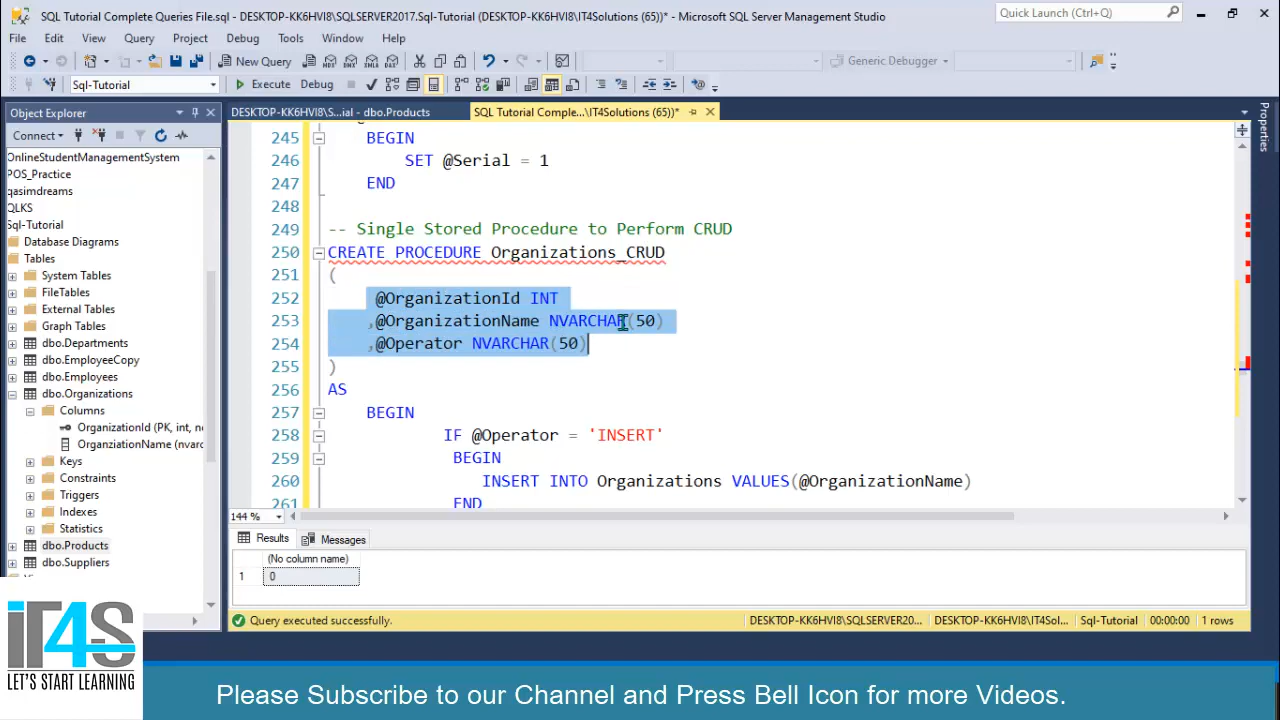 SQL Tutorial Complete Queries File.sql - DESKTOP-KK6HVI8\SQLSERVER2017.Sql-Tutorial (DESKTOP-KK6HVI8\IT4Solutions (65))* - Microsoft SQL Server Management Studio
Quick Launch (Ctrl+Q)
File Edit View Query Project Debug Tools Window Help
New Query MDX DMX XMLA DAX Generic Debugger
Sql-Tutorial Execute Debug
Object Explorer
DESKTOP-KK6HVI8\S...ial - dbo.Products
SQL Tutorial Comple...\IT4Solutions (65))*
Properties
Connect
OnlineStudentManagementSystem
POS_Practice
qasimdreams
QLKS
Sql-Tutorial
Database Diagrams
Tables
System Tables
FileTables
External Tables
Graph Tables
dbo.Departments
dbo.EmployeeCopy
dbo.Employees
dbo.Organizations
Columns
OrganizationId (PK, int, no
OrganziationName (nvarc
Keys
Constraints
Triggers
Indexes
Statistics
dbo.Products
dbo.Suppliers
245 BEGIN
246 SET @Serial = 1
247 END
248
249 -- Single Stored Procedure to Perform CRUD
250 CREATE PROCEDURE Organizations_CRUD
251 (
252 @OrganizationId INT
253 ,@OrganizationName NVARCHAR(50)
254 ,@Operator NVARCHAR(50)
255 )
256 AS
257 BEGIN
258 IF @Operator = 'INSERT'
259 BEGIN
260 INSERT INTO Organizations VALUES(@OrganizationName)
261 END
144 %
Results Messages
(No column name)
1 0
Query executed successfully.
DESKTOP-KK6HVI8\SQLSERVER20... DESKTOP-KK6HVI8\IT4Sol... Sql-Tutorial 00:00:00 1 rows
iT4S
LET'S START LEARNING
Please Subscribe to our Channel and Press Bell Icon for more Videos.